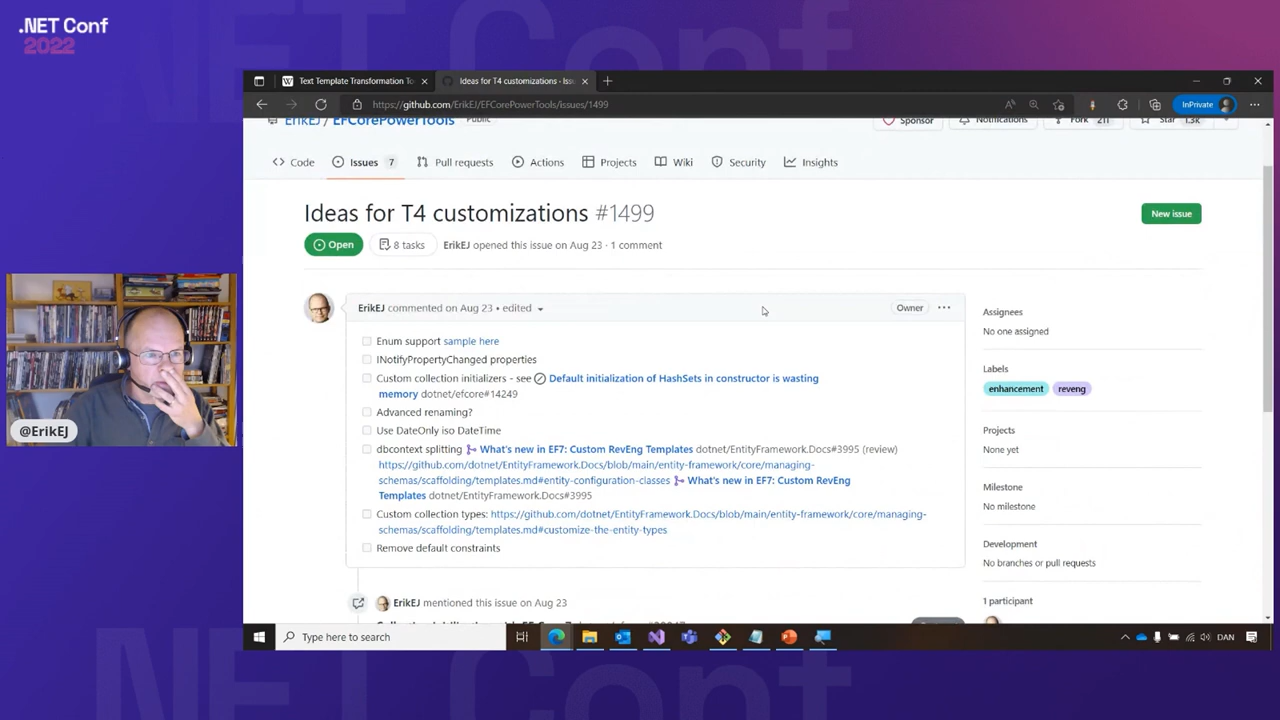 .NET Conf
2022
Text Template Transformation To
Ideas for T4 customizations · Issu
https://github.com/ErikEJ/EFCorePowerTools/issues/1499
InPrivate
ErikEJ / EFCorePowerTools Public
Sponsor
Notifications
Fork 211
Star 1.3k
Code
Issues 7
Pull requests
Actions
Projects
Wiki
Security
Insights
Ideas for T4 customizations #1499
New issue
Open
8 tasks
ErikEJ opened this issue on Aug 23 · 1 comment
ErikEJ commented on Aug 23 • edited
Owner
Enum support sample here
INotifyPropertyChanged properties
Custom collection initializers - see Default initialization of HashSets in constructor is wasting
memory dotnet/efcore#14249
Advanced renaming?
Use DateOnly iso DateTime
dbcontext splitting What's new in EF7: Custom RevEng Templates dotnet/EntityFramework.Docs#3995 (review)
https://github.com/dotnet/EntityFramework.Docs/blob/main/entity-framework/core/managing-
schemas/scaffolding/templates.md#entity-configuration-classes What's new in EF7: Custom RevEng
Templates dotnet/EntityFramework.Docs#3995
Custom collection types: https://github.com/dotnet/EntityFramework.Docs/blob/main/entity-framework/core/managing-
schemas/scaffolding/templates.md#customize-the-entity-types
Remove default constraints
ErikEJ mentioned this issue on Aug 23
Assignees
No one assigned
Labels
enhancement
reveng
Projects
None yet
Milestone
No milestone
Development
No branches or pull requests
1 participant
@ErikEJ
Type here to search
DAN